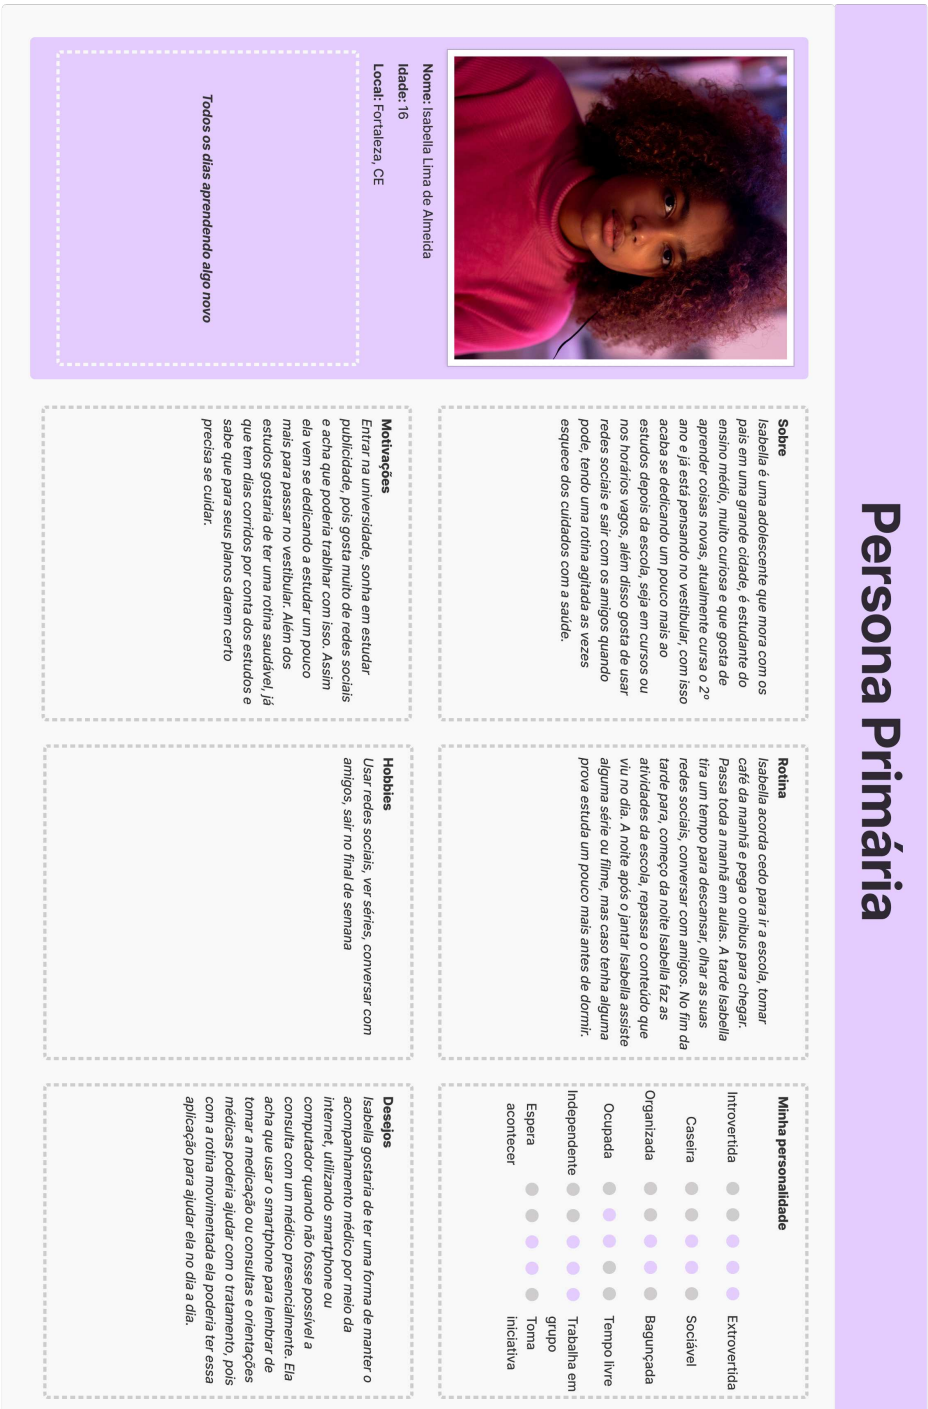 Persona Primária
Nome: Isabella Lima de Almeida
Idade: 16
Local: Fortaleza, CE
Todos os dias aprendendo algo novo
Sobre
Isabella é uma adolescente que mora com os
pais em uma grande cidade, é estudante do
ensino médio, muito curiosa e que gosta de
aprender coisas novas, atualmente cursa o 2º
ano e já está pensando no vestibular, com isso
acaba se dedicando um pouco mais ao
estudos depois da escola, seja em cursos ou
nos horários vagos, além disso gosta de usar
redes sociais e sair com os amigos quando
pode, tendo uma rotina agitada as vezes
esquece dos cuidados com a saúde.
Rotina
Isabella acorda cedo para ir a escola, tomar
café da manhã e pega o onibus para chegar.
Passa toda a manhã em aulas. A tarde Isabella
tira um tempo para descansar, olhar as suas
redes sociais, conversar com amigos. No fim da
tarde para, começo da noite Isabella faz as
atividades da escola, repassa o conteúdo que
viu no dia. A noite após o jantar Isabella assiste
alguma série ou filme, mas caso tenha alguma
prova estuda um pouco mais antes de dormir.
Minha personalidade
Introvertida Extrovertida
Caseira Sociável
Organizada Bagunçada
Ocupada Tempo livre
Independente Trabalha em
grupo
Espera Toma
acontecer iniciativa
Motivações
Entrar na universidade, sonha em estudar
publicidade, pois gosta muito de redes sociais
e acha que poderia trablhar com isso. Assim
ela vem se dedicando a estudar um pouco
mais para passar no vestibular. Além dos
estudos gostaria de ter uma rotina saudável, já
que tem dias corridos por conta dos estudos e
sabe que para seus planos darem certo
precisa se cuidar.
Hobbies
Usar redes sociais, ver séries, conversar com
amigos, sair no final de semana
Desejos
Isabella gostaria de ter uma forma de manter o
acompanhamento médico por meio da
internet, utilizando smartphone ou
computador quando não fosse possível a
consulta com um médico presencialmente. Ela
acha que usar o smartphone para lembrar de
tomar a medicação ou consultas e orientações
médicas poderia ajudar com o tratamento, pois
com a rotina movimentada ela poderia ter essa
aplicação para ajudar ela no dia a dia.